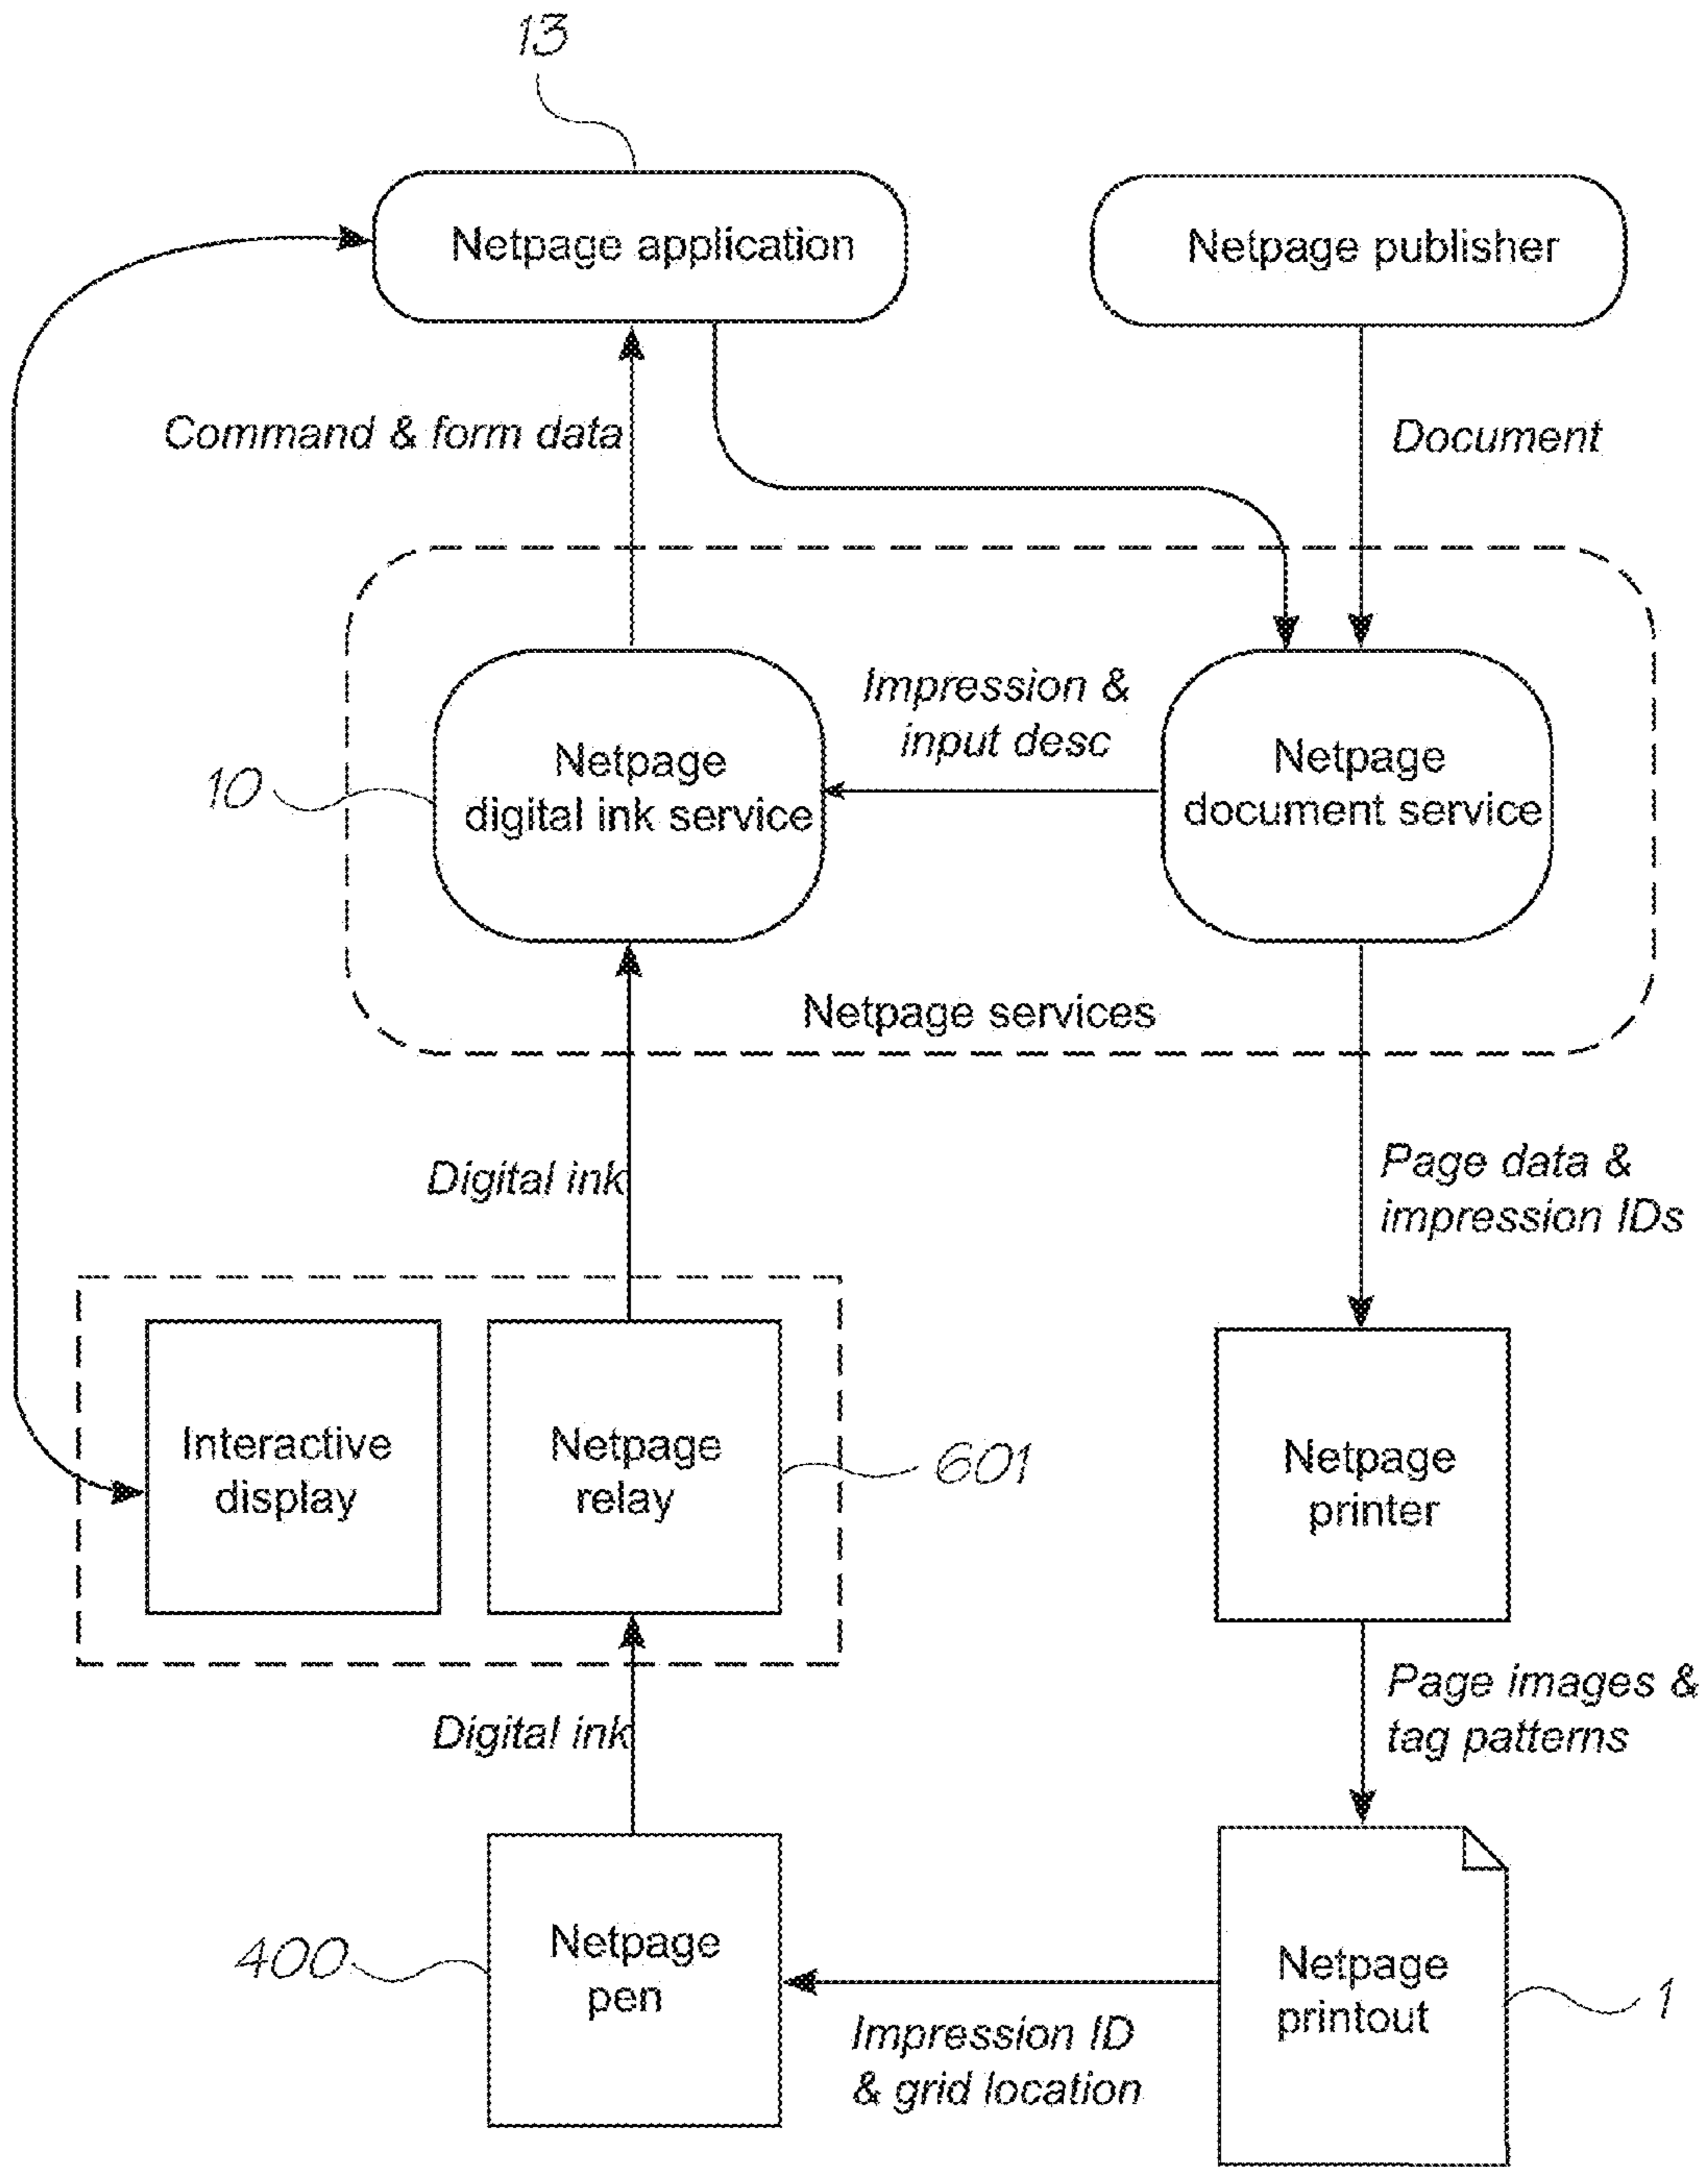 13
Netpage application
Netpage publisher
Command & form data
Document
Impression &
input desc
Netpage
digital ink service
Netpage
document service
10
Netpage services
Digital ink
Page data &
impression IDs
Interactive
display
Netpage
relay
601
Netpage
printer
Digital ink
Page images &
tag patterns
400
Netpage
pen
Netpage
printout
1
Impression ID
& grid location